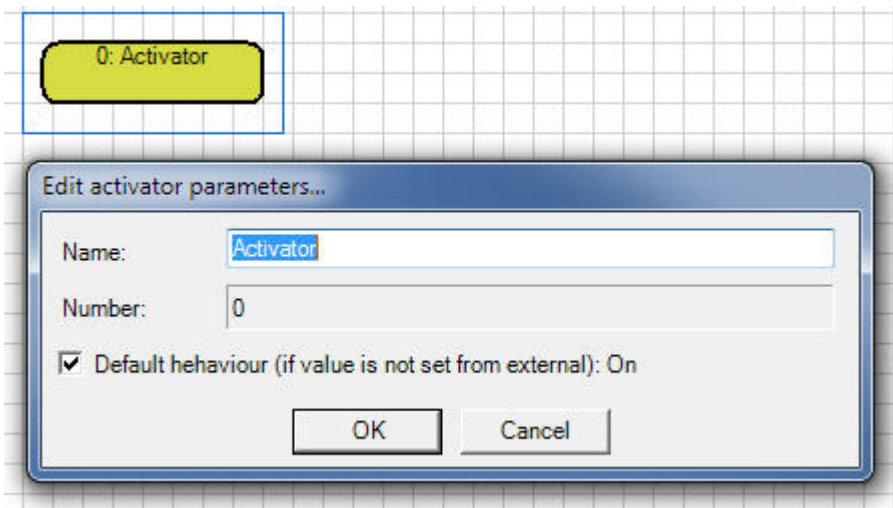 0: Activator
Edit activator parameters...
Name:
Activator
Number:
0
Default hehaviour (if value is not set from external): On
OK
Cancel